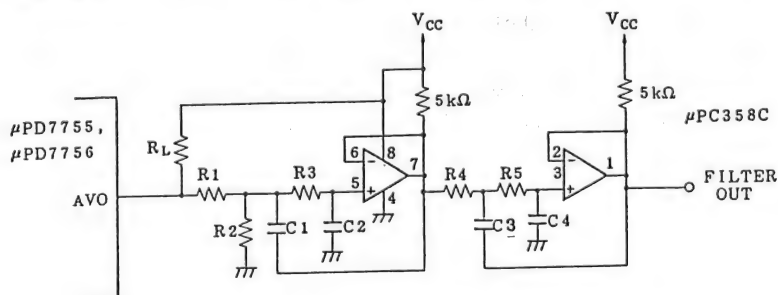 VCC
VCC
5kΩ
5kΩ
μPD7755,
μPD7756
μPC358C
RL
6
8
7
2
3
1
R1
R3
5
4
R4
R5
FILTER
OUT
AVO
R2
C1
C2
C3
C4